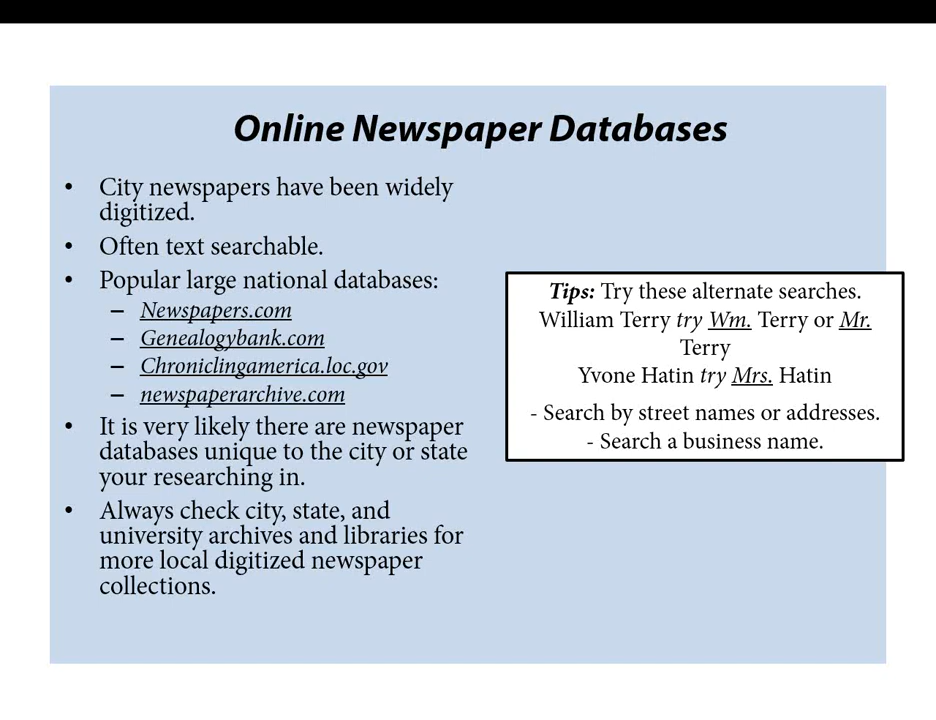 Online Newspaper Databases
• City newspapers have been widely
digitized.
• Often text searchable.
• Popular large national databases:
– Newspapers.com
– Genealogybank.com
– Chroniclingamerica.loc.gov
– newspaperarchive.com
• It is very likely there are newspaper
databases unique to the city or state
your researching in.
• Always check city, state, and
university archives and libraries for
more local digitized newspaper
collections.
Tips: Try these alternate searches.
William Terry try Wm. Terry or Mr.
Terry
Yvone Hatin try Mrs. Hatin
- Search by street names or addresses.
- Search a business name.